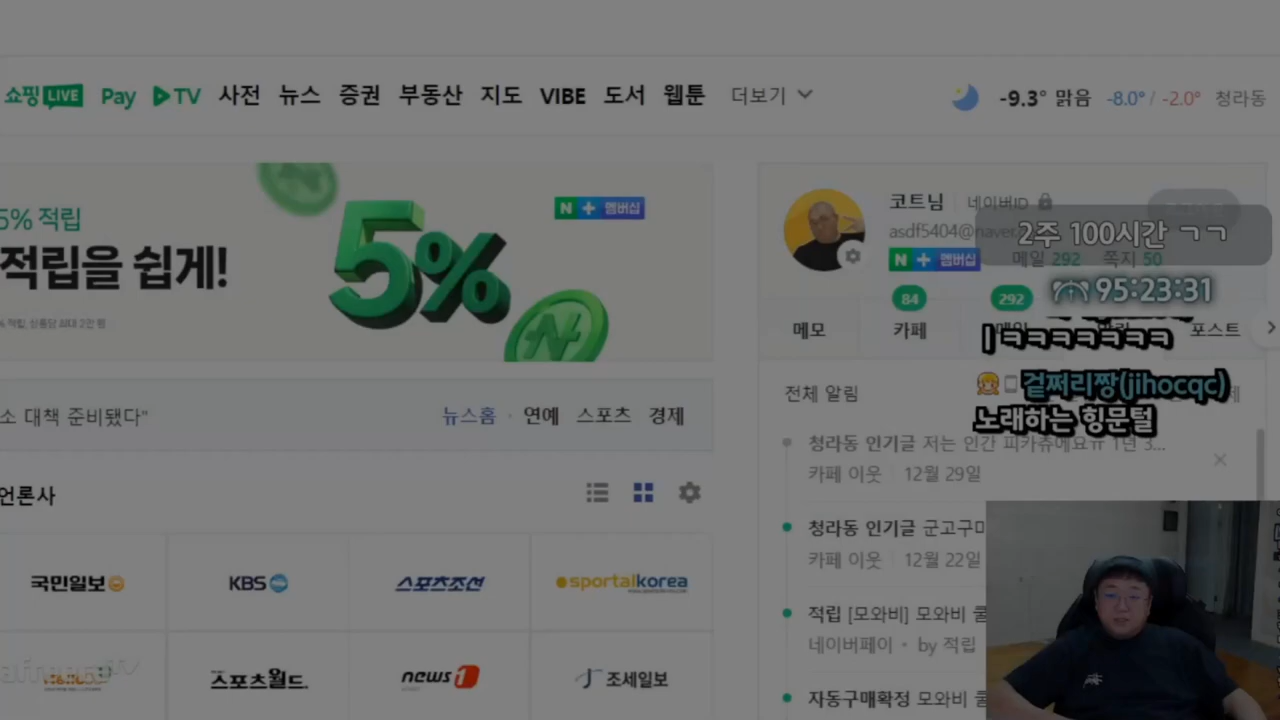 쇼핑 LIVE Pay TV 사전 뉴스 증권 부동산 지도 VIBE 도서 웹툰 더보기
-9.3° 맑음 -8.0° / -2.0° 청라동
5% 적립
적립을 쉽게!
5%
N + 멤버십
코트님 네이버ID
asdf5404@naver
N + 멤버십 메일 292 쪽지 50
2주 100시간 ㄱㄱ
95:23:31
84
292
메모 카페 메일 포스트
ㅋㅋㅋㅋㅋㅋㅋ
겉쩌리짱(jihocqc)
노래하는 힝문털
소 대책 준비됐다"
뉴스홈 · 연예 스포츠 경제
전체 알림
청라동 인기글 저는 인간 피카츄에요ㅠ 1년 3...
카페 이웃 12월 29일
언론사
청라동 인기글 군고구마
카페 이웃 12월 22일
국민일보 KBS 스포츠조선 sportalkorea
적립 [모와비] 모와비 쿨
네이버페이 · by 적립
afreecaTV
스포츠월드. news1 조세일보
자동구매확정 모와비 쿨